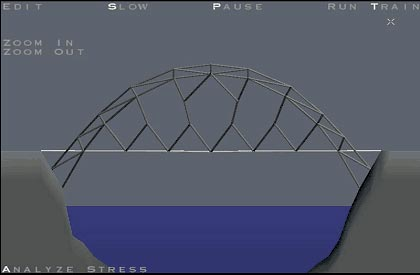 Edit Slow Pause Run Train
Zoom In
Zoom Out
Analyze Stress